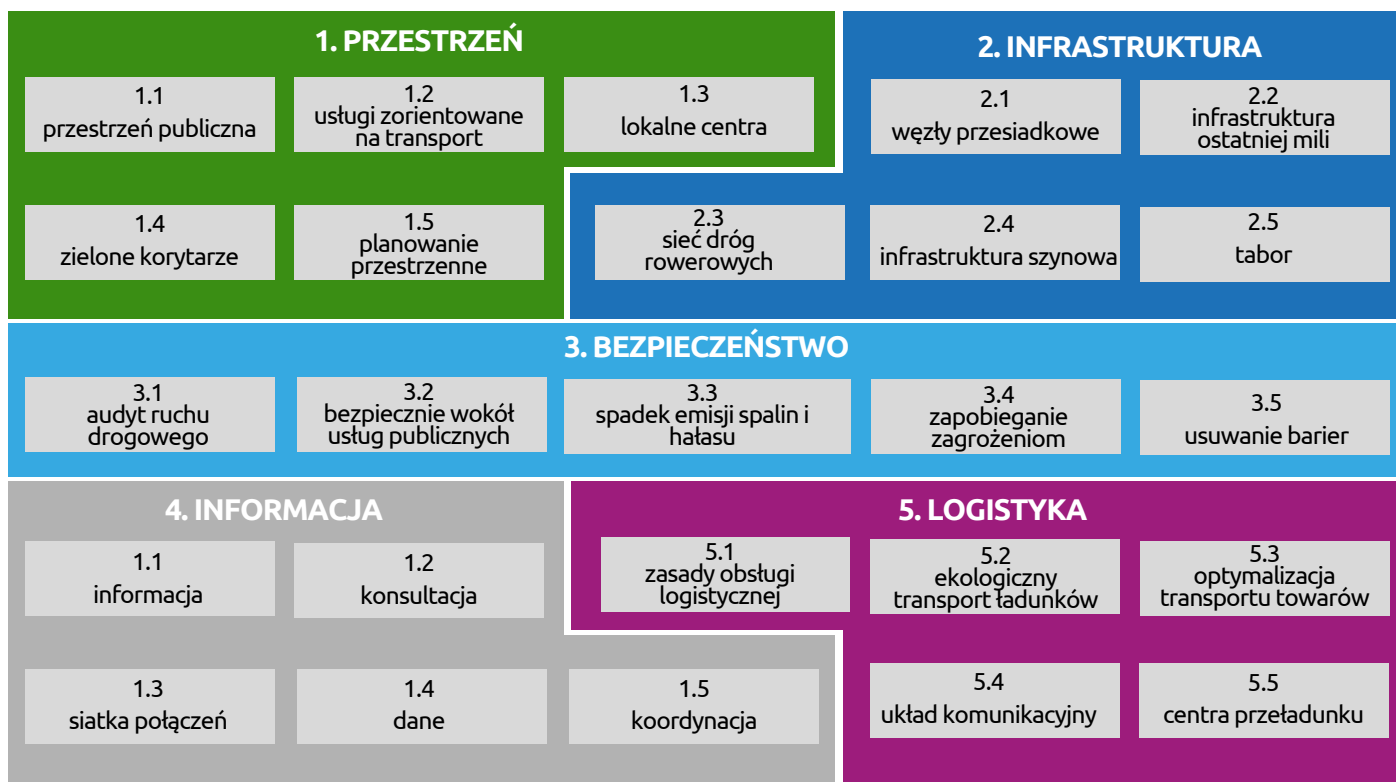 1. PRZESTRZEŃ
1.1
przestrzeń publiczna
1.2
usługi zorientowane
na transport
1.3
lokalne centra
1.4
zielone korytarze
1.5
planowanie
przestrzenne
2. INFRASTRUKTURA
2.1
węzły przesiadkowe
2.2
infrastruktura
ostatniej mili
2.3
sieć dróg
rowerowych
2.4
infrastruktura szynowa
2.5
tabor
3. BEZPIECZEŃSTWO
3.1
audyt ruchu
drogowego
3.2
bezpiecznie wokół
usług publicznych
3.3
spadek emisji spalin i
hałasu
3.4
zapobieganie
zagrożeniom
3.5
usuwanie barier
4. INFORMACJA
1.1
informacja
1.2
konsultacja
1.3
siatka połączeń
1.4
dane
1.5
koordynacja
5. LOGISTYKA
5.1
zasady obsługi
logistycznej
5.2
ekologiczny
transport ładunków
5.3
optymalizacja
transportu towarów
5.4
układ komunikacyjny
5.5
centra przeładunku